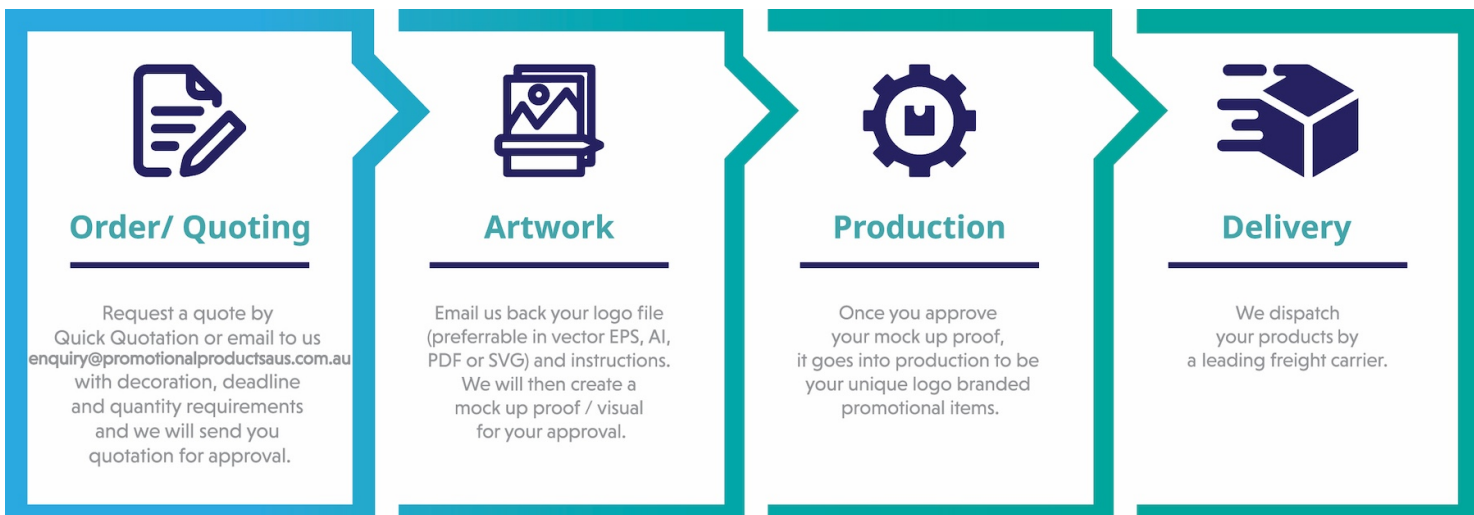 Order/ Quoting
Request a quote by
Quick Quotation or email to us
enquiry@promotionalproductsaus.com.au
with decoration, deadline
and quantity requirements
and we will send you
quotation for approval.
Artwork
Email us back your logo file
(preferrable in vector EPS, AI,
PDF or SVG) and instructions.
We will then create a
mock up proof / visual
for your approval.
Production
Once you approve
your mock up proof,
it goes into production to be
your unique logo branded
promotional items.
Delivery
We dispatch
your products by
a leading freight carrier.